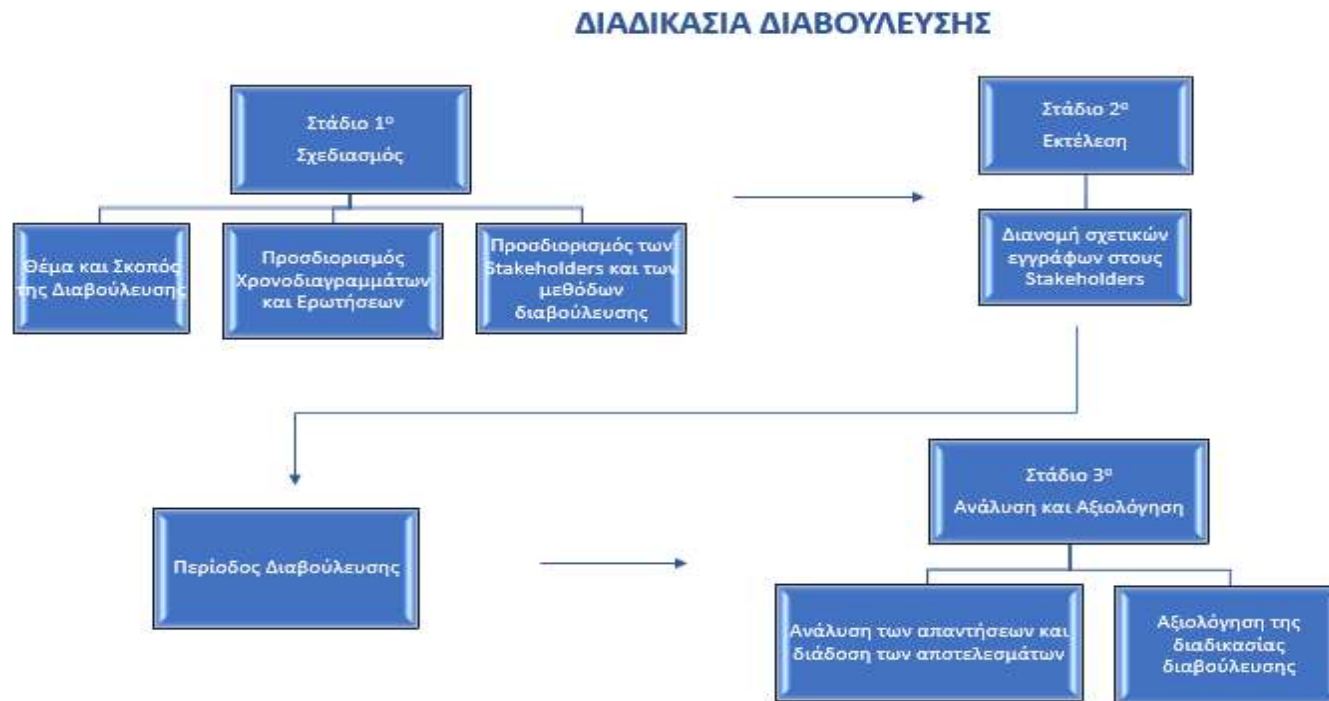 ΔΙΑΔΙΚΑΣΙΑ ΔΙΑΒΟΥΛΕΥΣΗΣ
Στάδιο 1ο
Σχεδιασμός
Θέμα και Σκοπός
της Διαβούλευσης
Προσδιορισμός
Χρονοδιαγραμμάτων
και Ερωτήσεων
Προσδιορισμός των
Stakeholders και των
μεθόδων
διαβούλευσης
Στάδιο 2ο
Εκτέλεση
Διανομή σχετικών
εγγράφων στους
Stakeholders
Περίοδος Διαβούλευσης
Στάδιο 3ο
Ανάλυση και Αξιολόγηση
Ανάλυση των απαντήσεων και
διάδοση των αποτελεσμάτων
Αξιολόγηση της
διαδικασίας
διαβούλευσης